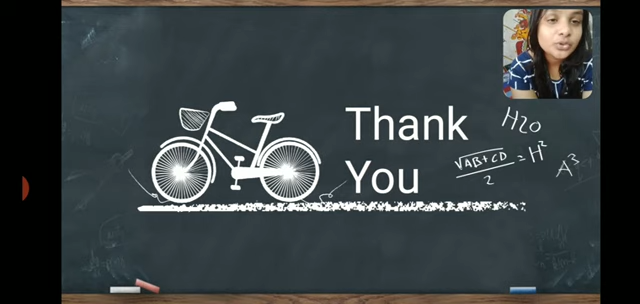 Thank
You
H2O
√AB+CD/2 = H²
A³